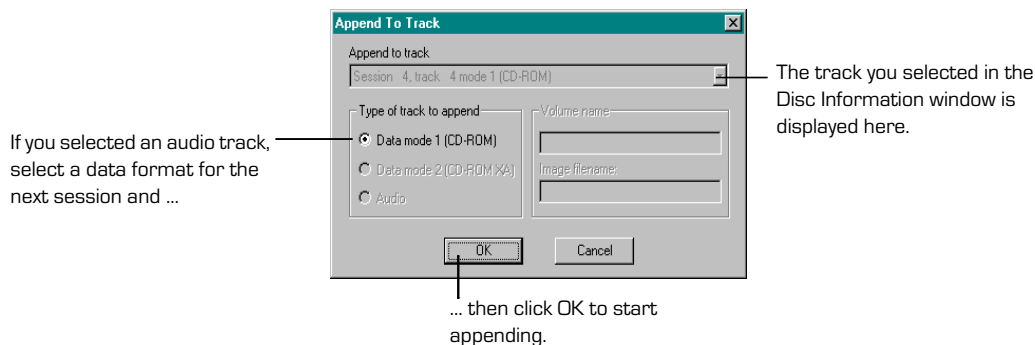 Append To Track
Append to track
Session 4, track 4 mode 1 (CD-ROM)
Type of track to append
Data mode 1 (CD-ROM)
Data mode 2 (CD-ROM XA)
Audio
Volume name
Image filename:
OK
Cancel
The track you selected in the
Disc Information window is
displayed here.
If you selected an audio track,
select a data format for the
next session and ...
... then click OK to start
appending.